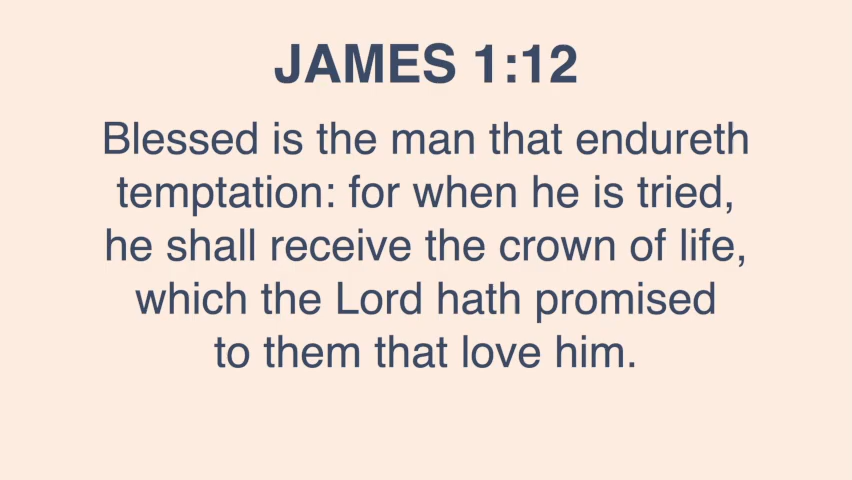 JAMES 1:12
Blessed is the man that endureth
temptation: for when he is tried,
he shall receive the crown of life,
which the Lord hath promised
to them that love him.